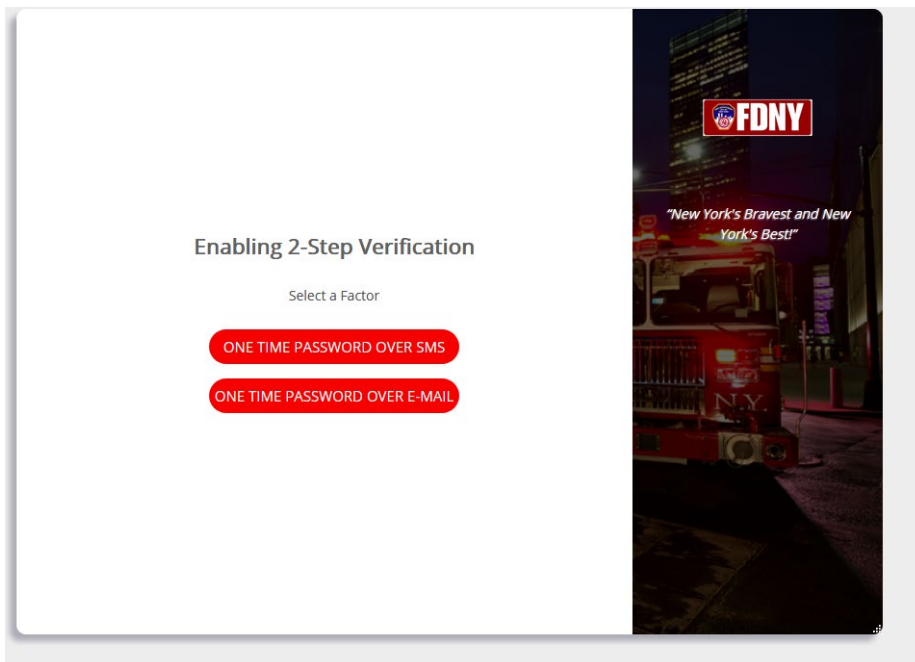 Enabling 2-Step Verification
Select a Factor
ONE TIME PASSWORD OVER SMS
ONE TIME PASSWORD OVER E-MAIL
FDNY
"New York's Bravest and New
York's Best!"
N.Y.